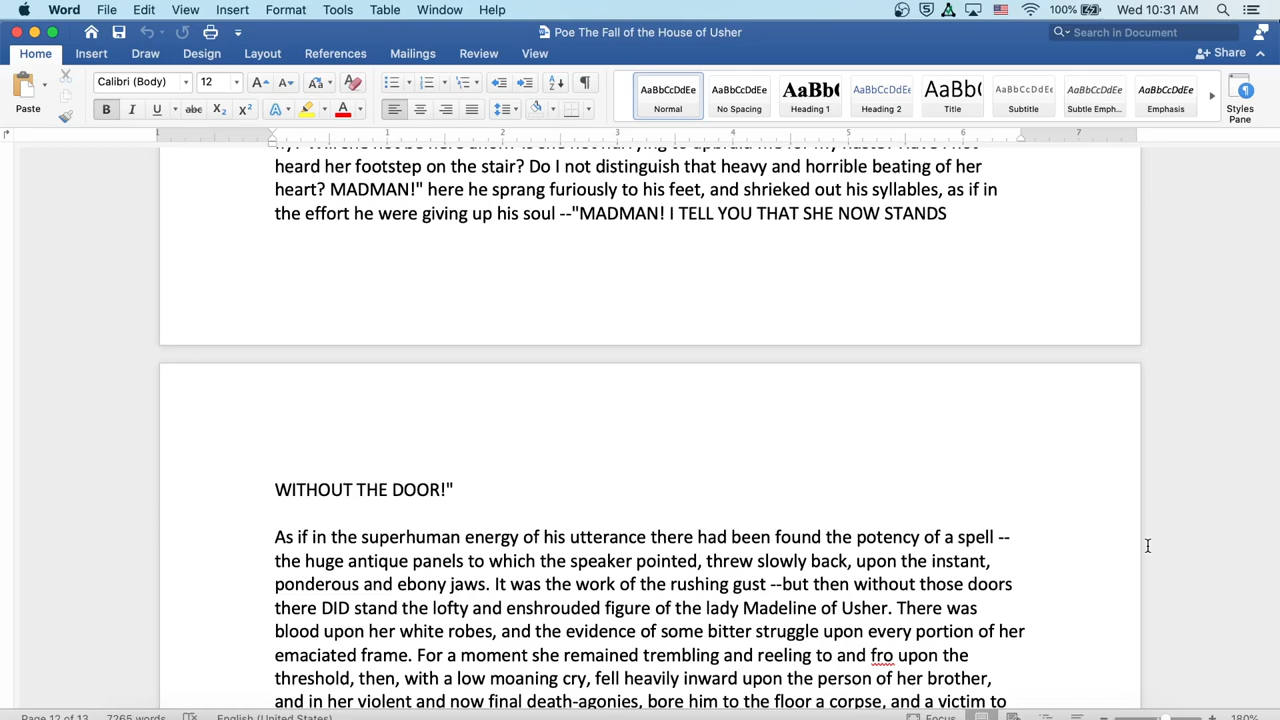 Word File Edit View Insert Format Tools Table Window Help 100% Wed 10:31 AM
Poe The Fall of the House of Usher Search in Document
Home Insert Draw Design Layout References Mailings Review View Share
Paste Calibri (Body) 12 AaBbCcDdEe AaBbCcDdEe AaBbC AaBbCcDdEe AaBbC AaBbCcDdEe AaBbCcDdEe AaBbCcDdEe
Normal No Spacing Heading 1 Heading 2 Title Subtitle Subtle Emph... Emphasis Styles Pane
1 1 2 3 4 5 6 7
heard her footstep on the stair? Do I not distinguish that heavy and horrible beating of her
heart? MADMAN!" here he sprang furiously to his feet, and shrieked out his syllables, as if in
the effort he were giving up his soul --"MADMAN! I TELL YOU THAT SHE NOW STANDS
WITHOUT THE DOOR!"
As if in the superhuman energy of his utterance there had been found the potency of a spell --
the huge antique panels to which the speaker pointed, threw slowly back, upon the instant,
ponderous and ebony jaws. It was the work of the rushing gust --but then without those doors
there DID stand the lofty and enshrouded figure of the lady Madeline of Usher. There was
blood upon her white robes, and the evidence of some bitter struggle upon every portion of her
emaciated frame. For a moment she remained trembling and reeling to and fro upon the
threshold, then, with a low moaning cry, fell heavily inward upon the person of her brother,
and in her violent and now final death-agonies, bore him to the floor a corpse, and a victim to
Page 12 of 13 7265 words English (United States) Focus 180%